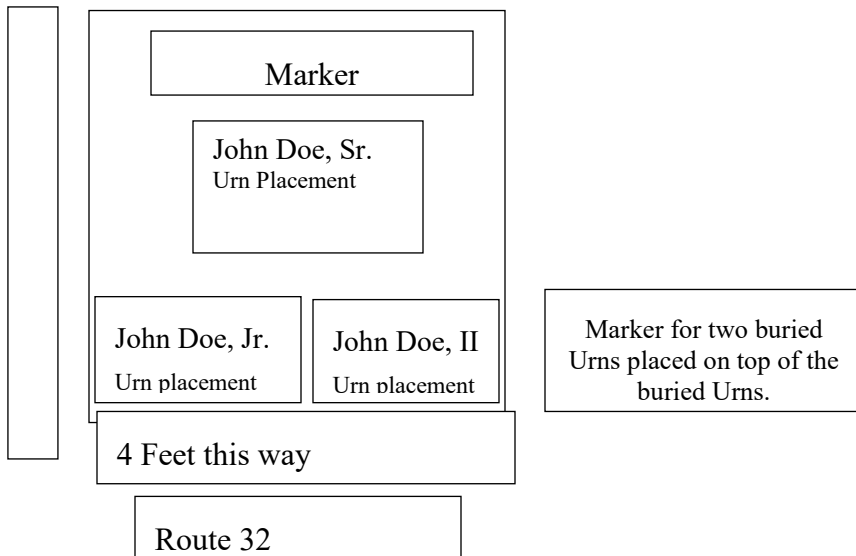 Marker
John Doe, Sr.
Urn Placement
John Doe, Jr.
Urn placement
John Doe, II
Urn placement
Marker for two buried
Urns placed on top of the
buried Urns.
4 Feet this way
Route 32